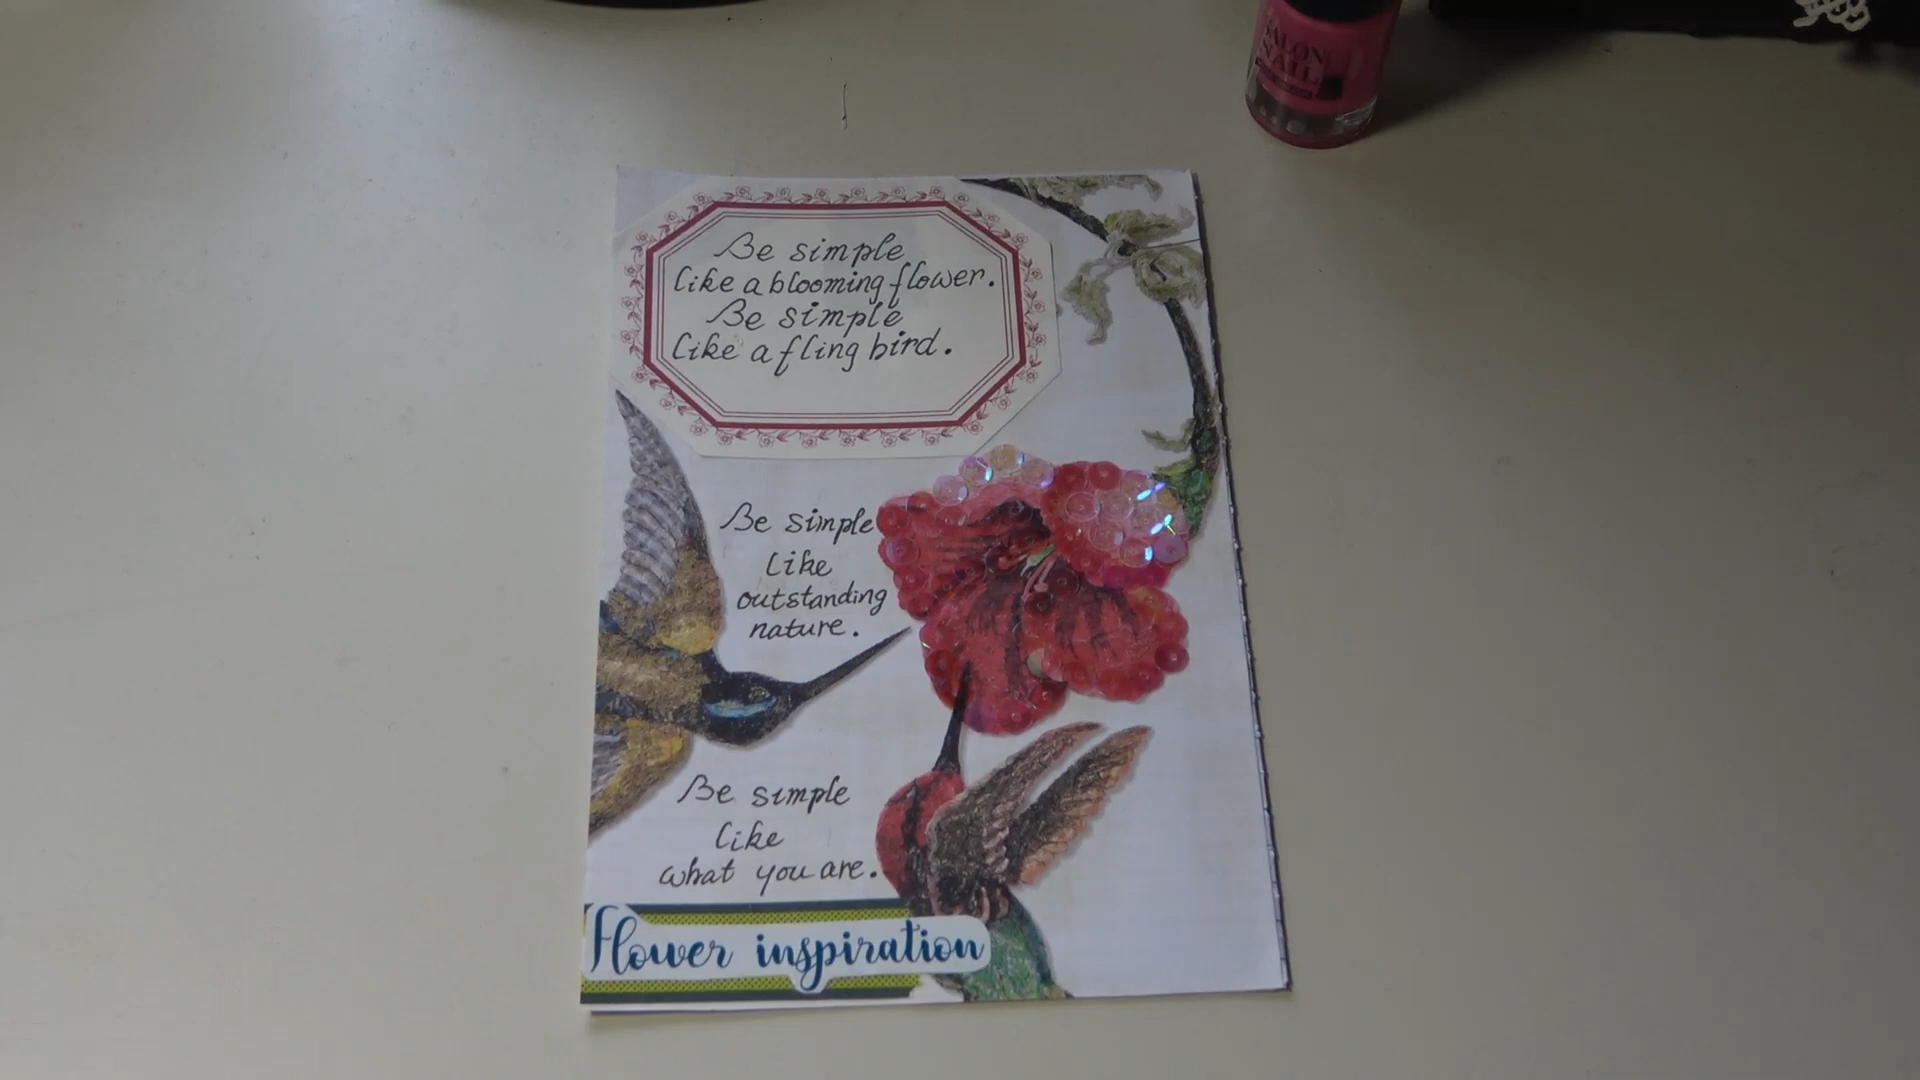 SALON
NAIL
Be simple
like a blooming flower.
Be simple
like a fling bird.
Be simple
like
outstanding
nature.
Be simple
like
what you are.
Flower inspiration